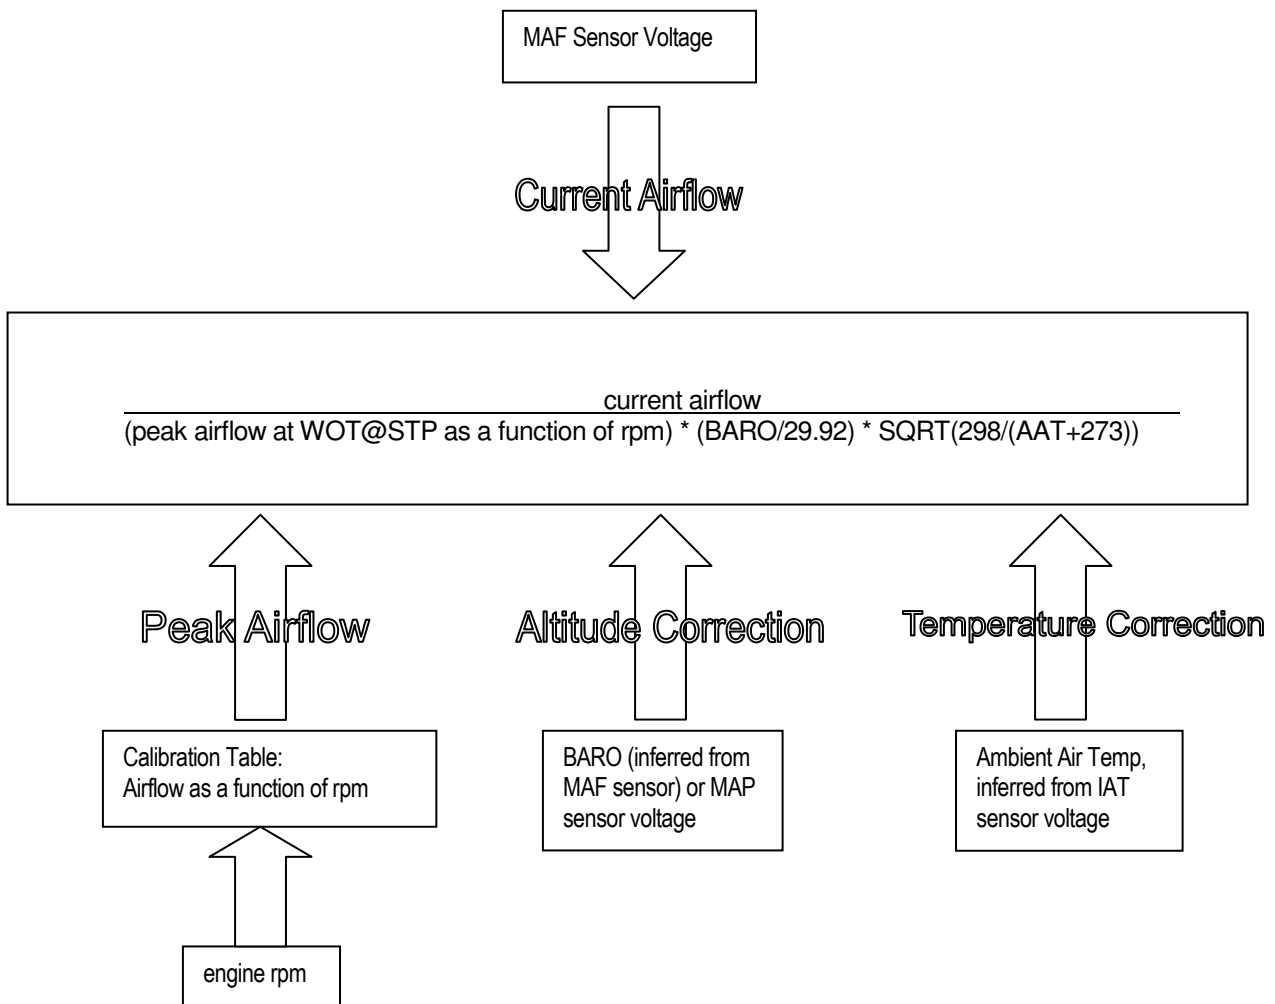 MAF Sensor Voltage
Current Airflow
current airflow
(peak airflow at WOT@STP as a function of rpm) * (BARO/29.92) * SQRT(298/(AAT+273))
Peak Airflow
Altitude Correction
Temperature Correction
Calibration Table:
Airflow as a function of rpm
BARO (inferred from
MAF sensor) or MAP
sensor voltage
Ambient Air Temp,
inferred from IAT
sensor voltage
engine rpm